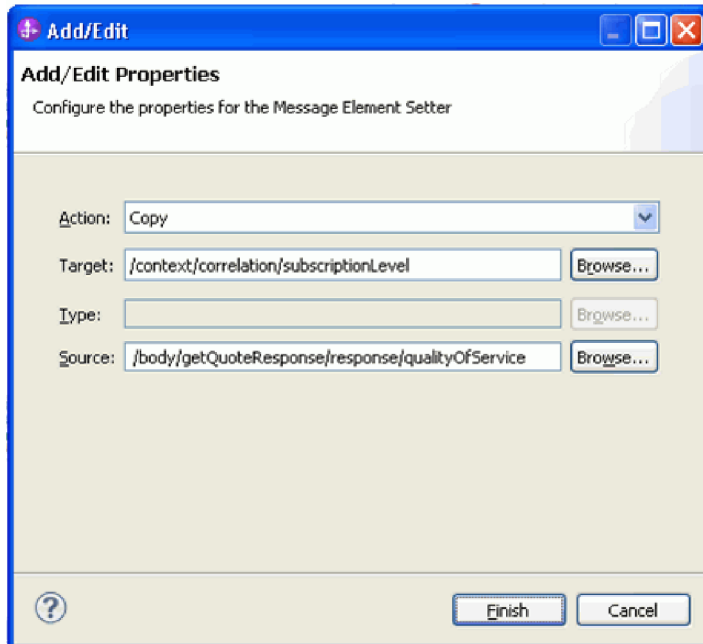 Add/Edit
Add/Edit Properties
Configure the properties for the Message Element Setter
Action: Copy
Target: /context/correlation/subscriptionLevel Browse...
Type: Browse...
Source: /body/getQuoteResponse/response/qualityOfService Browse...
? Finish Cancel